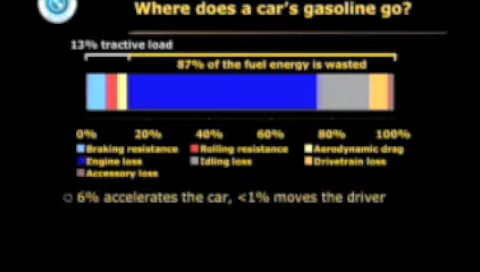 Where does a car's gasoline go?
13% tractive load
87% of the fuel energy is wasted
0% 20% 40% 60% 80% 100%
Braking resistance Rolling resistance Aerodynamic drag
Engine loss Idling loss Drivetrain loss
Accessory loss
6% accelerates the car, <1% moves the driver